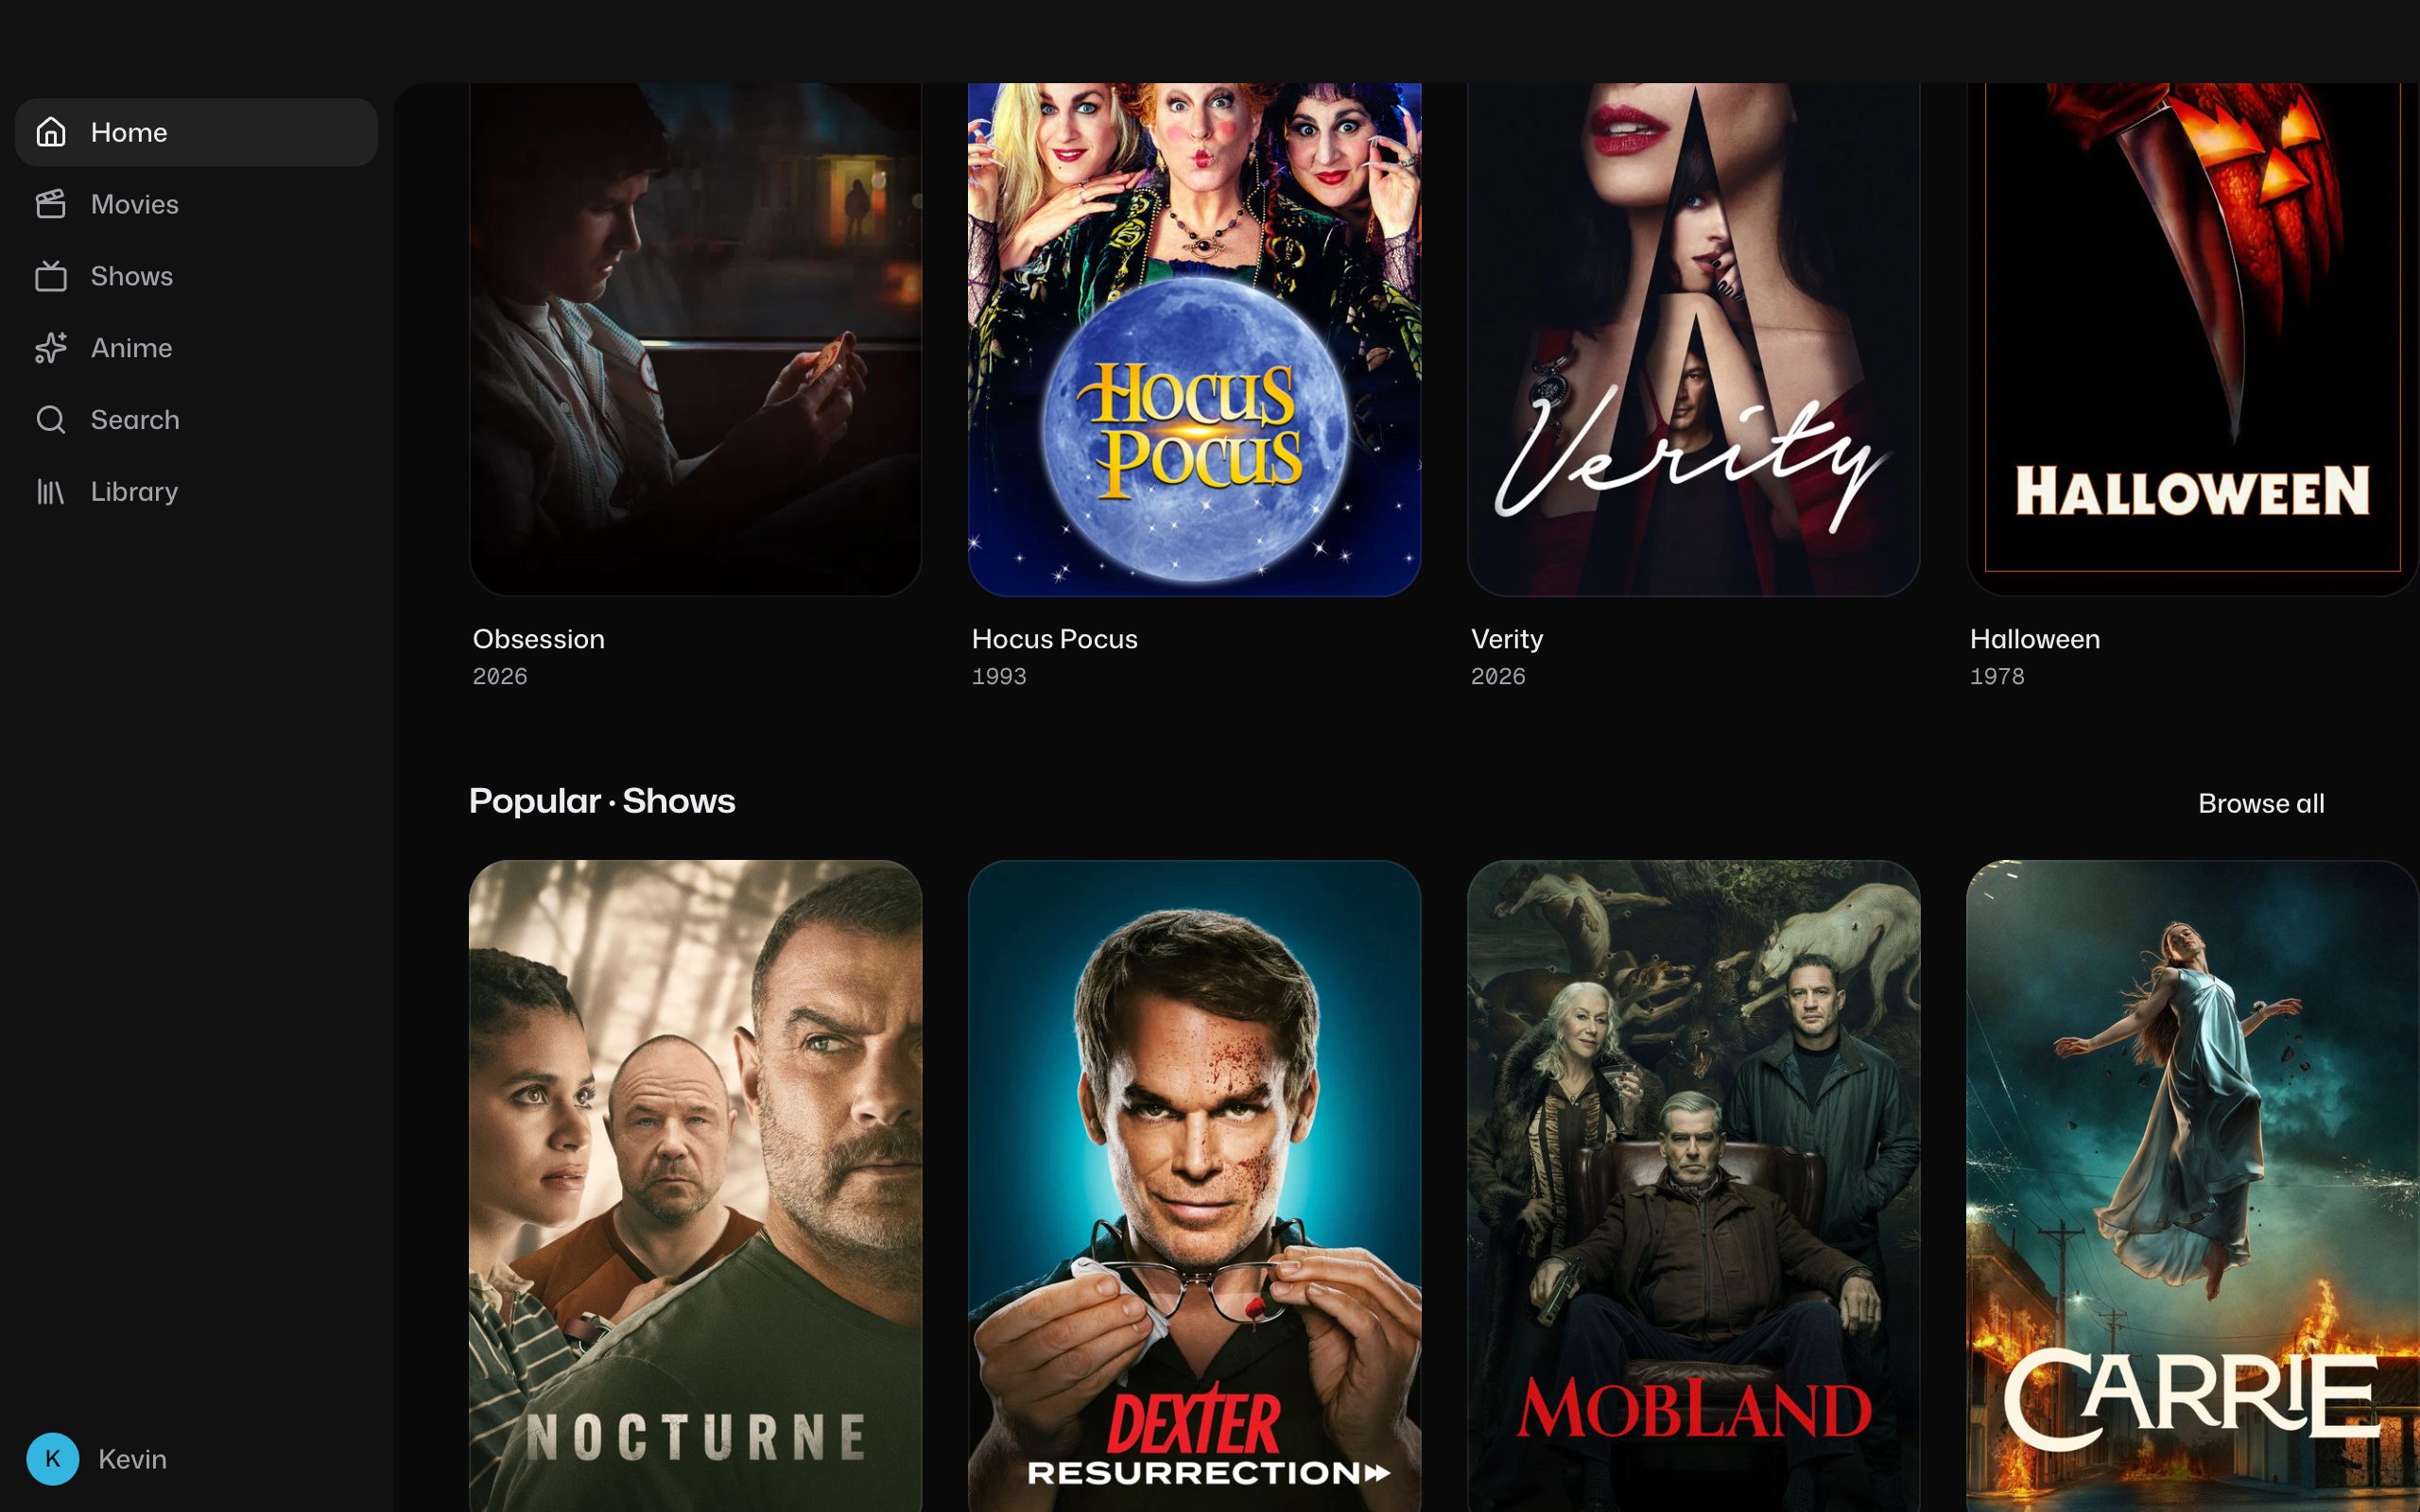 Home
Movies
Shows
Anime
Search
Library
HOCUS
POCUS
Verity
HALLOWEEN
Obsession
2026
Hocus Pocus
1993
Verity
2026
Halloween
1978
Popular · Shows
Browse all
NOCTURNE
DEXTER
RESURRECTION
MOBLAND
CARRIE
K
Kevin